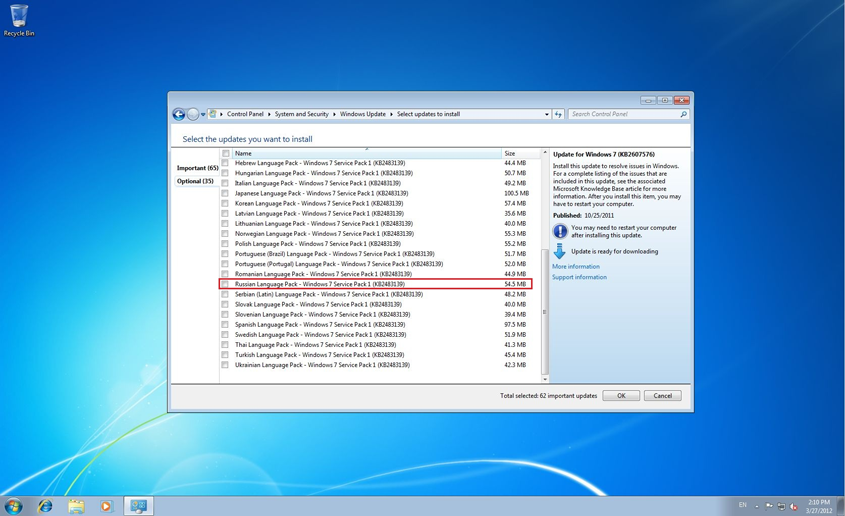 Recycle Bin
Control Panel System and Security Windows Update Select updates to install
Search Control Panel
Select the updates you want to install
Name Size
Important (65)
Optional (35)
Hebrew Language Pack - Windows 7 Service Pack 1 (KB2483139) 44.4 MB
Hungarian Language Pack - Windows 7 Service Pack 1 (KB2483139) 50.7 MB
Italian Language Pack - Windows 7 Service Pack 1 (KB2483139) 49.2 MB
Japanese Language Pack - Windows 7 Service Pack 1 (KB2483139) 100.5 MB
Korean Language Pack - Windows 7 Service Pack 1 (KB2483139) 57.4 MB
Latvian Language Pack - Windows 7 Service Pack 1 (KB2483139) 35.6 MB
Lithuanian Language Pack - Windows 7 Service Pack 1 (KB2483139) 40.0 MB
Norwegian Language Pack - Windows 7 Service Pack 1 (KB2483139) 55.3 MB
Polish Language Pack - Windows 7 Service Pack 1 (KB2483139) 55.2 MB
Portuguese (Brazil) Language Pack - Windows 7 Service Pack 1 (KB2483139) 51.7 MB
Portuguese (Portugal) Language Pack - Windows 7 Service Pack 1 (KB2483139) 52.0 MB
Romanian Language Pack - Windows 7 Service Pack 1 (KB2483139) 44.9 MB
Russian Language Pack - Windows 7 Service Pack 1 (KB2483139) 54.5 MB
Serbian (Latin) Language Pack - Windows 7 Service Pack 1 (KB2483139) 48.2 MB
Slovak Language Pack - Windows 7 Service Pack 1 (KB2483139) 40.0 MB
Slovenian Language Pack - Windows 7 Service Pack 1 (KB2483139) 39.4 MB
Spanish Language Pack - Windows 7 Service Pack 1 (KB2483139) 97.5 MB
Swedish Language Pack - Windows 7 Service Pack 1 (KB2483139) 51.9 MB
Thai Language Pack - Windows 7 Service Pack 1 (KB2483139) 41.3 MB
Turkish Language Pack - Windows 7 Service Pack 1 (KB2483139) 45.4 MB
Ukrainian Language Pack - Windows 7 Service Pack 1 (KB2483139) 42.3 MB
Update for Windows 7 (KB2607576)
Install this update to resolve issues in Windows.
For a complete listing of the issues that are
included in this update, see the associated
Microsoft Knowledge Base article for more
information. After you install this item, you may
have to restart your computer.
Published: 10/25/2011
You may need to restart your computer
after installing this update.
Update is ready for downloading
More information
Support information
Total selected: 62 important updates
OK
Cancel
EN
2:10 PM
3/27/2012